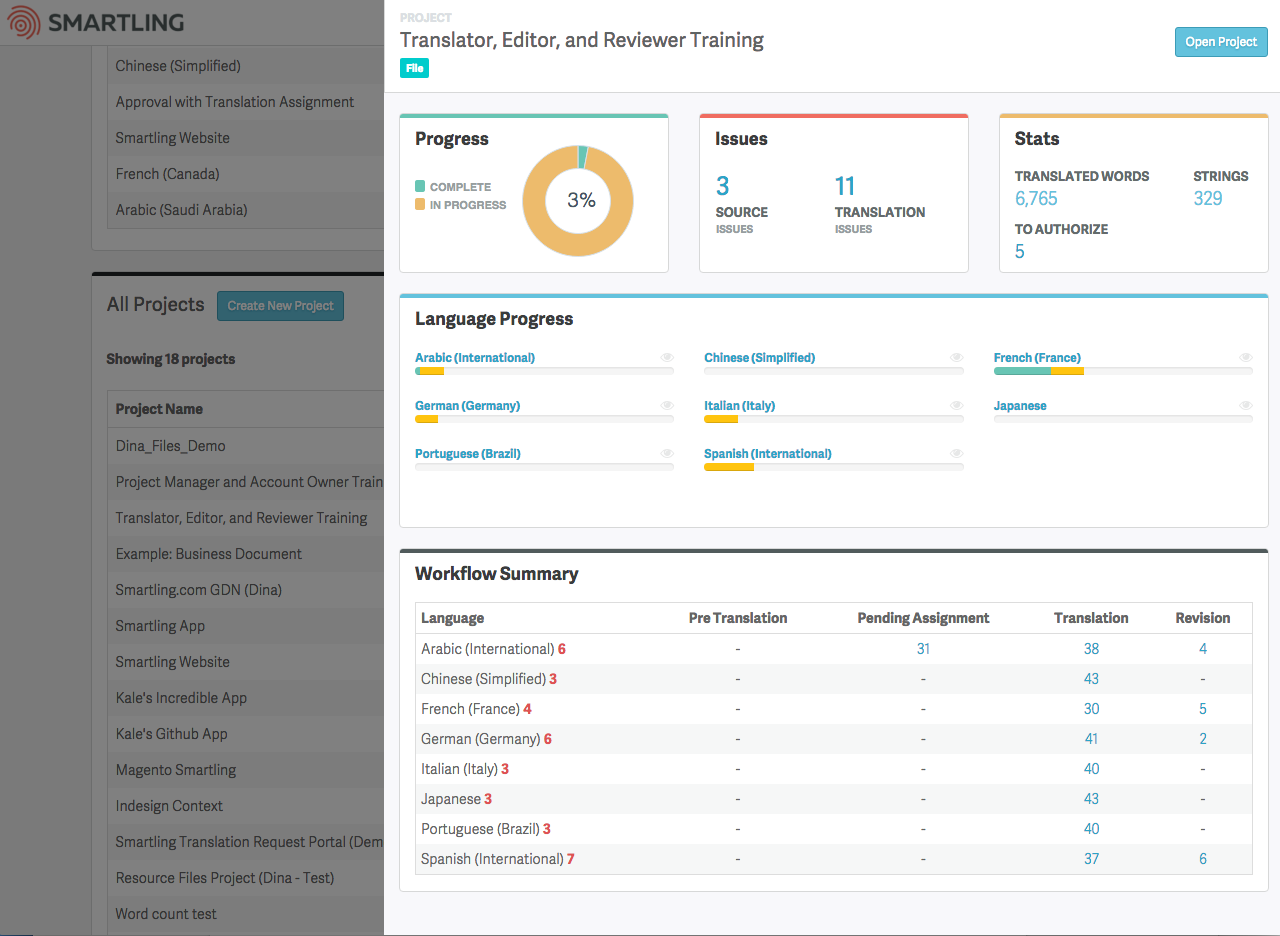 SMARTLING
Chinese (Simplified)
Approval with Translation Assignment
Smartling Website
French (Canada)
Arabic (Saudi Arabia)
All Projects
Create New Project
Showing 18 projects
Project Name
Dina_Files_Demo
Project Manager and Account Owner Train
Translator, Editor, and Reviewer Training
Example: Business Document
Smartling.com GDN (Dina)
Smartling App
Smartling Website
Kale's Incredible App
Kale's Github App
Magento Smartling
Indesign Context
Smartling Translation Request Portal (Dem
Resource Files Project (Dina - Test)
Word count test
PROJECT
Translator, Editor, and Reviewer Training
File
Open Project
Progress
COMPLETE
IN PROGRESS
3%
Issues
3
SOURCE
ISSUES
11
TRANSLATION
ISSUES
Stats
TRANSLATED WORDS
6,765
STRINGS
329
TO AUTHORIZE
5
Language Progress
Arabic (International)
Chinese (Simplified)
French (France)
German (Germany)
Italian (Italy)
Japanese
Portuguese (Brazil)
Spanish (International)
Workflow Summary
Language Pre Translation Pending Assignment Translation Revision
Arabic (International) 6 - 31 38 4
Chinese (Simplified) 3 - - 43 -
French (France) 4 - - 30 5
German (Germany) 6 - - 41 2
Italian (Italy) 3 - - 40 -
Japanese 3 - - 43 -
Portuguese (Brazil) 3 - - 40 -
Spanish (International) 7 - - 37 6